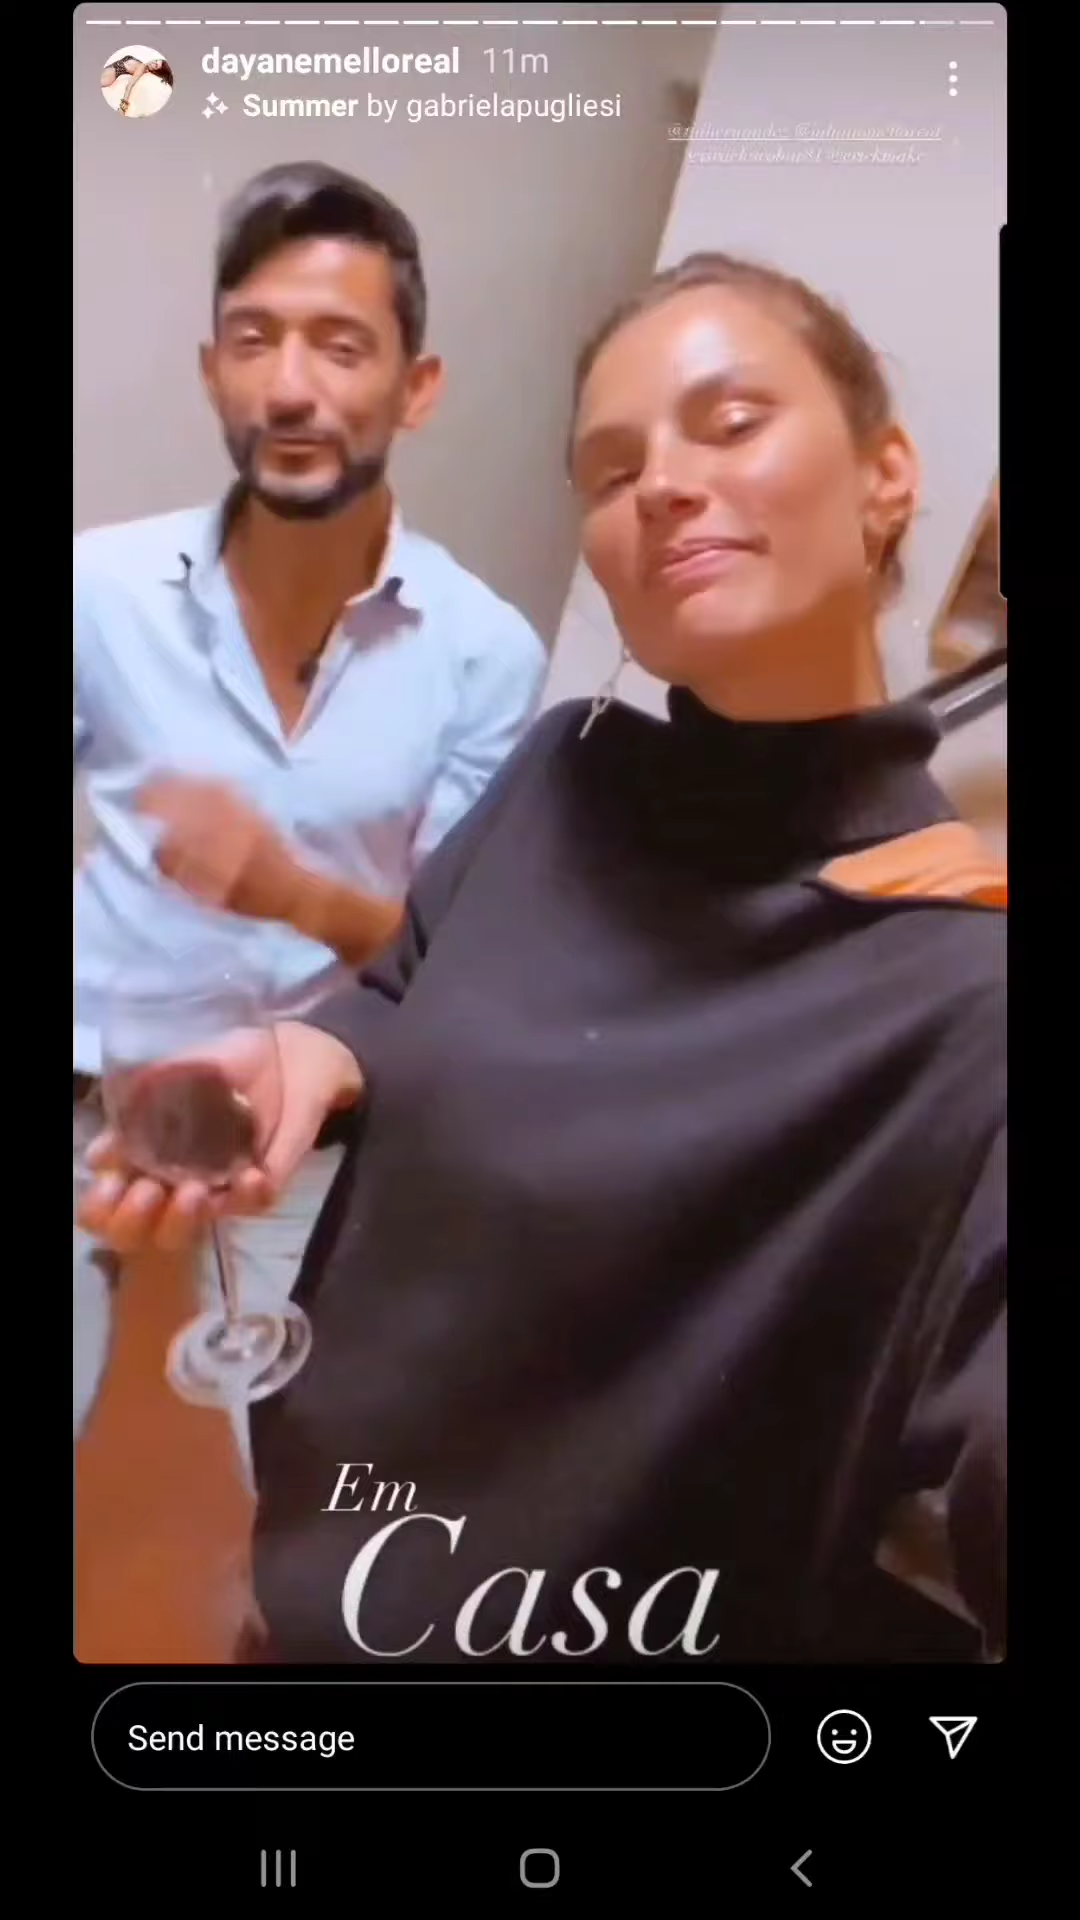 dayanemelloreal 11m
Summer by gabrielapugliesi
Em
Casa
Send message